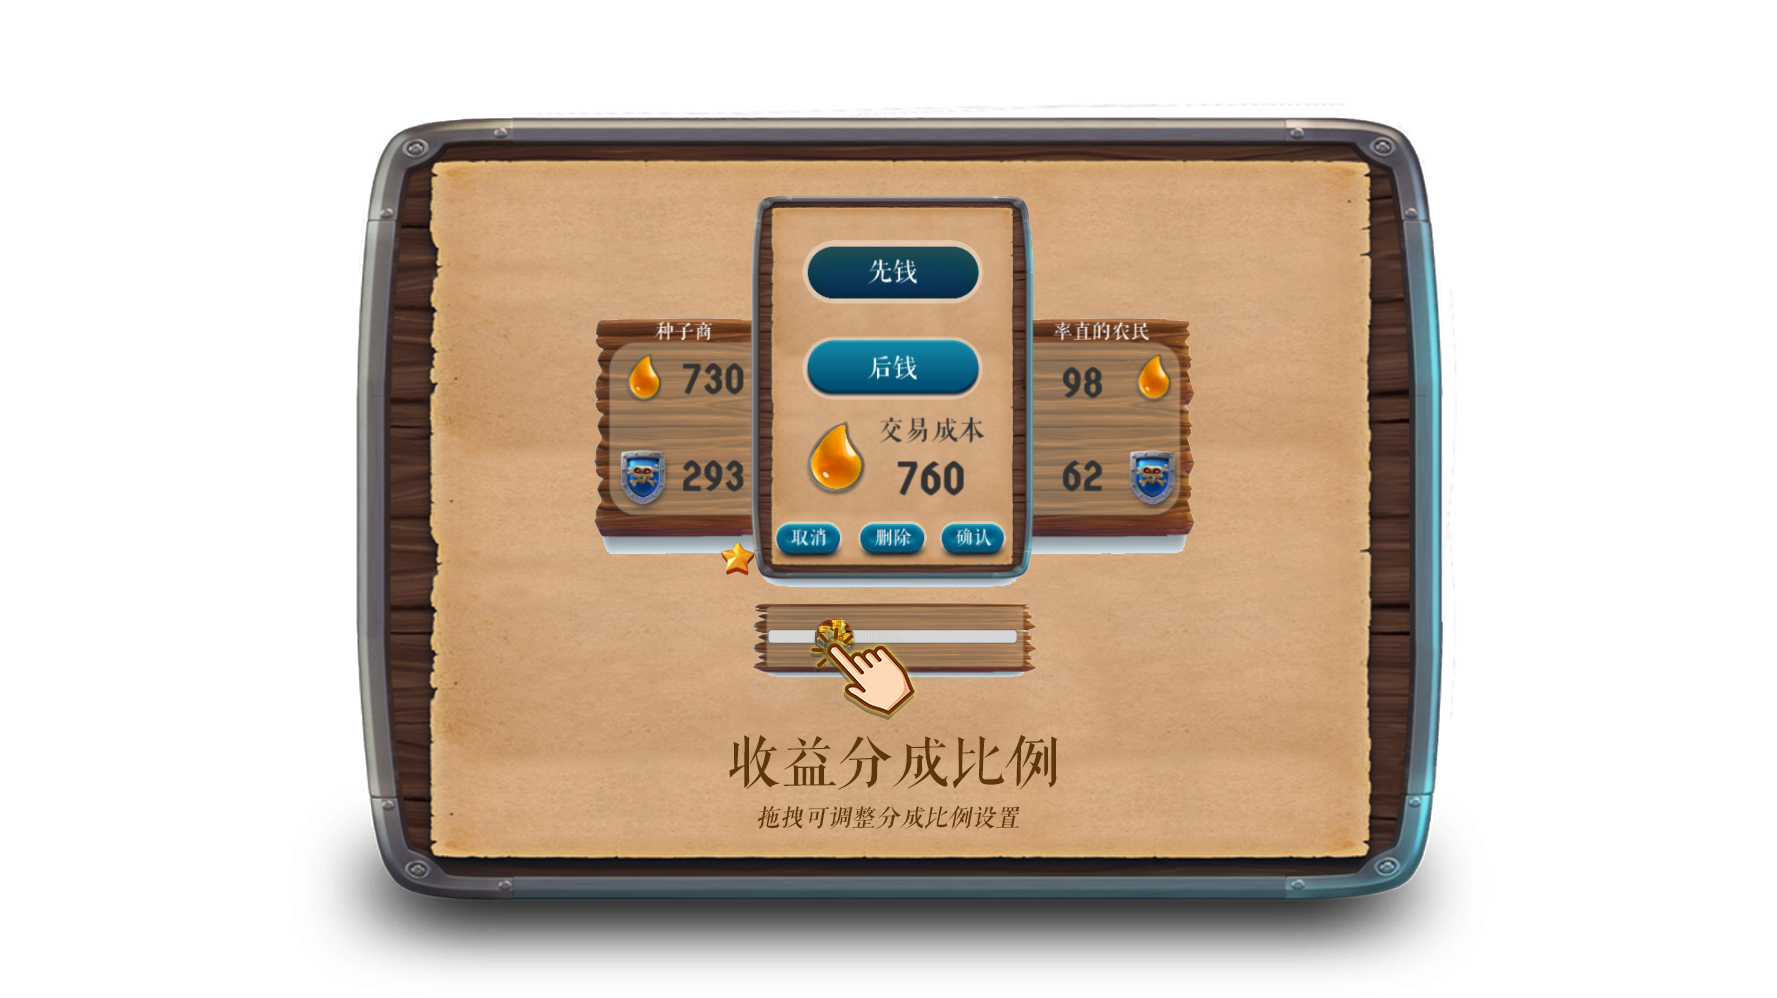 先钱
种子商
率直的农民
730
后钱
98
交易成本
293
760
62
取消
删除
确认
收益分成比例
拖拽可调整分成比例设置